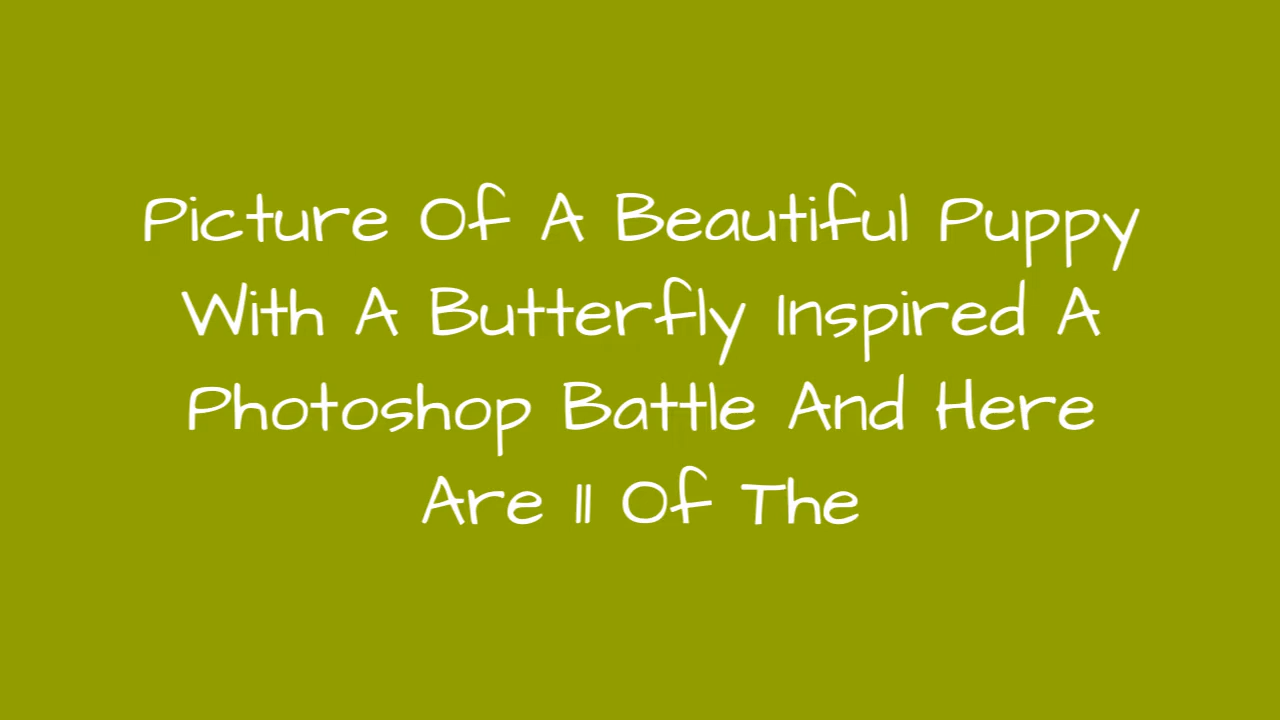 Picture Of A Beautiful Puppy
With A Butterfly Inspired A
Photoshop Battle And Here
Are 11 Of The